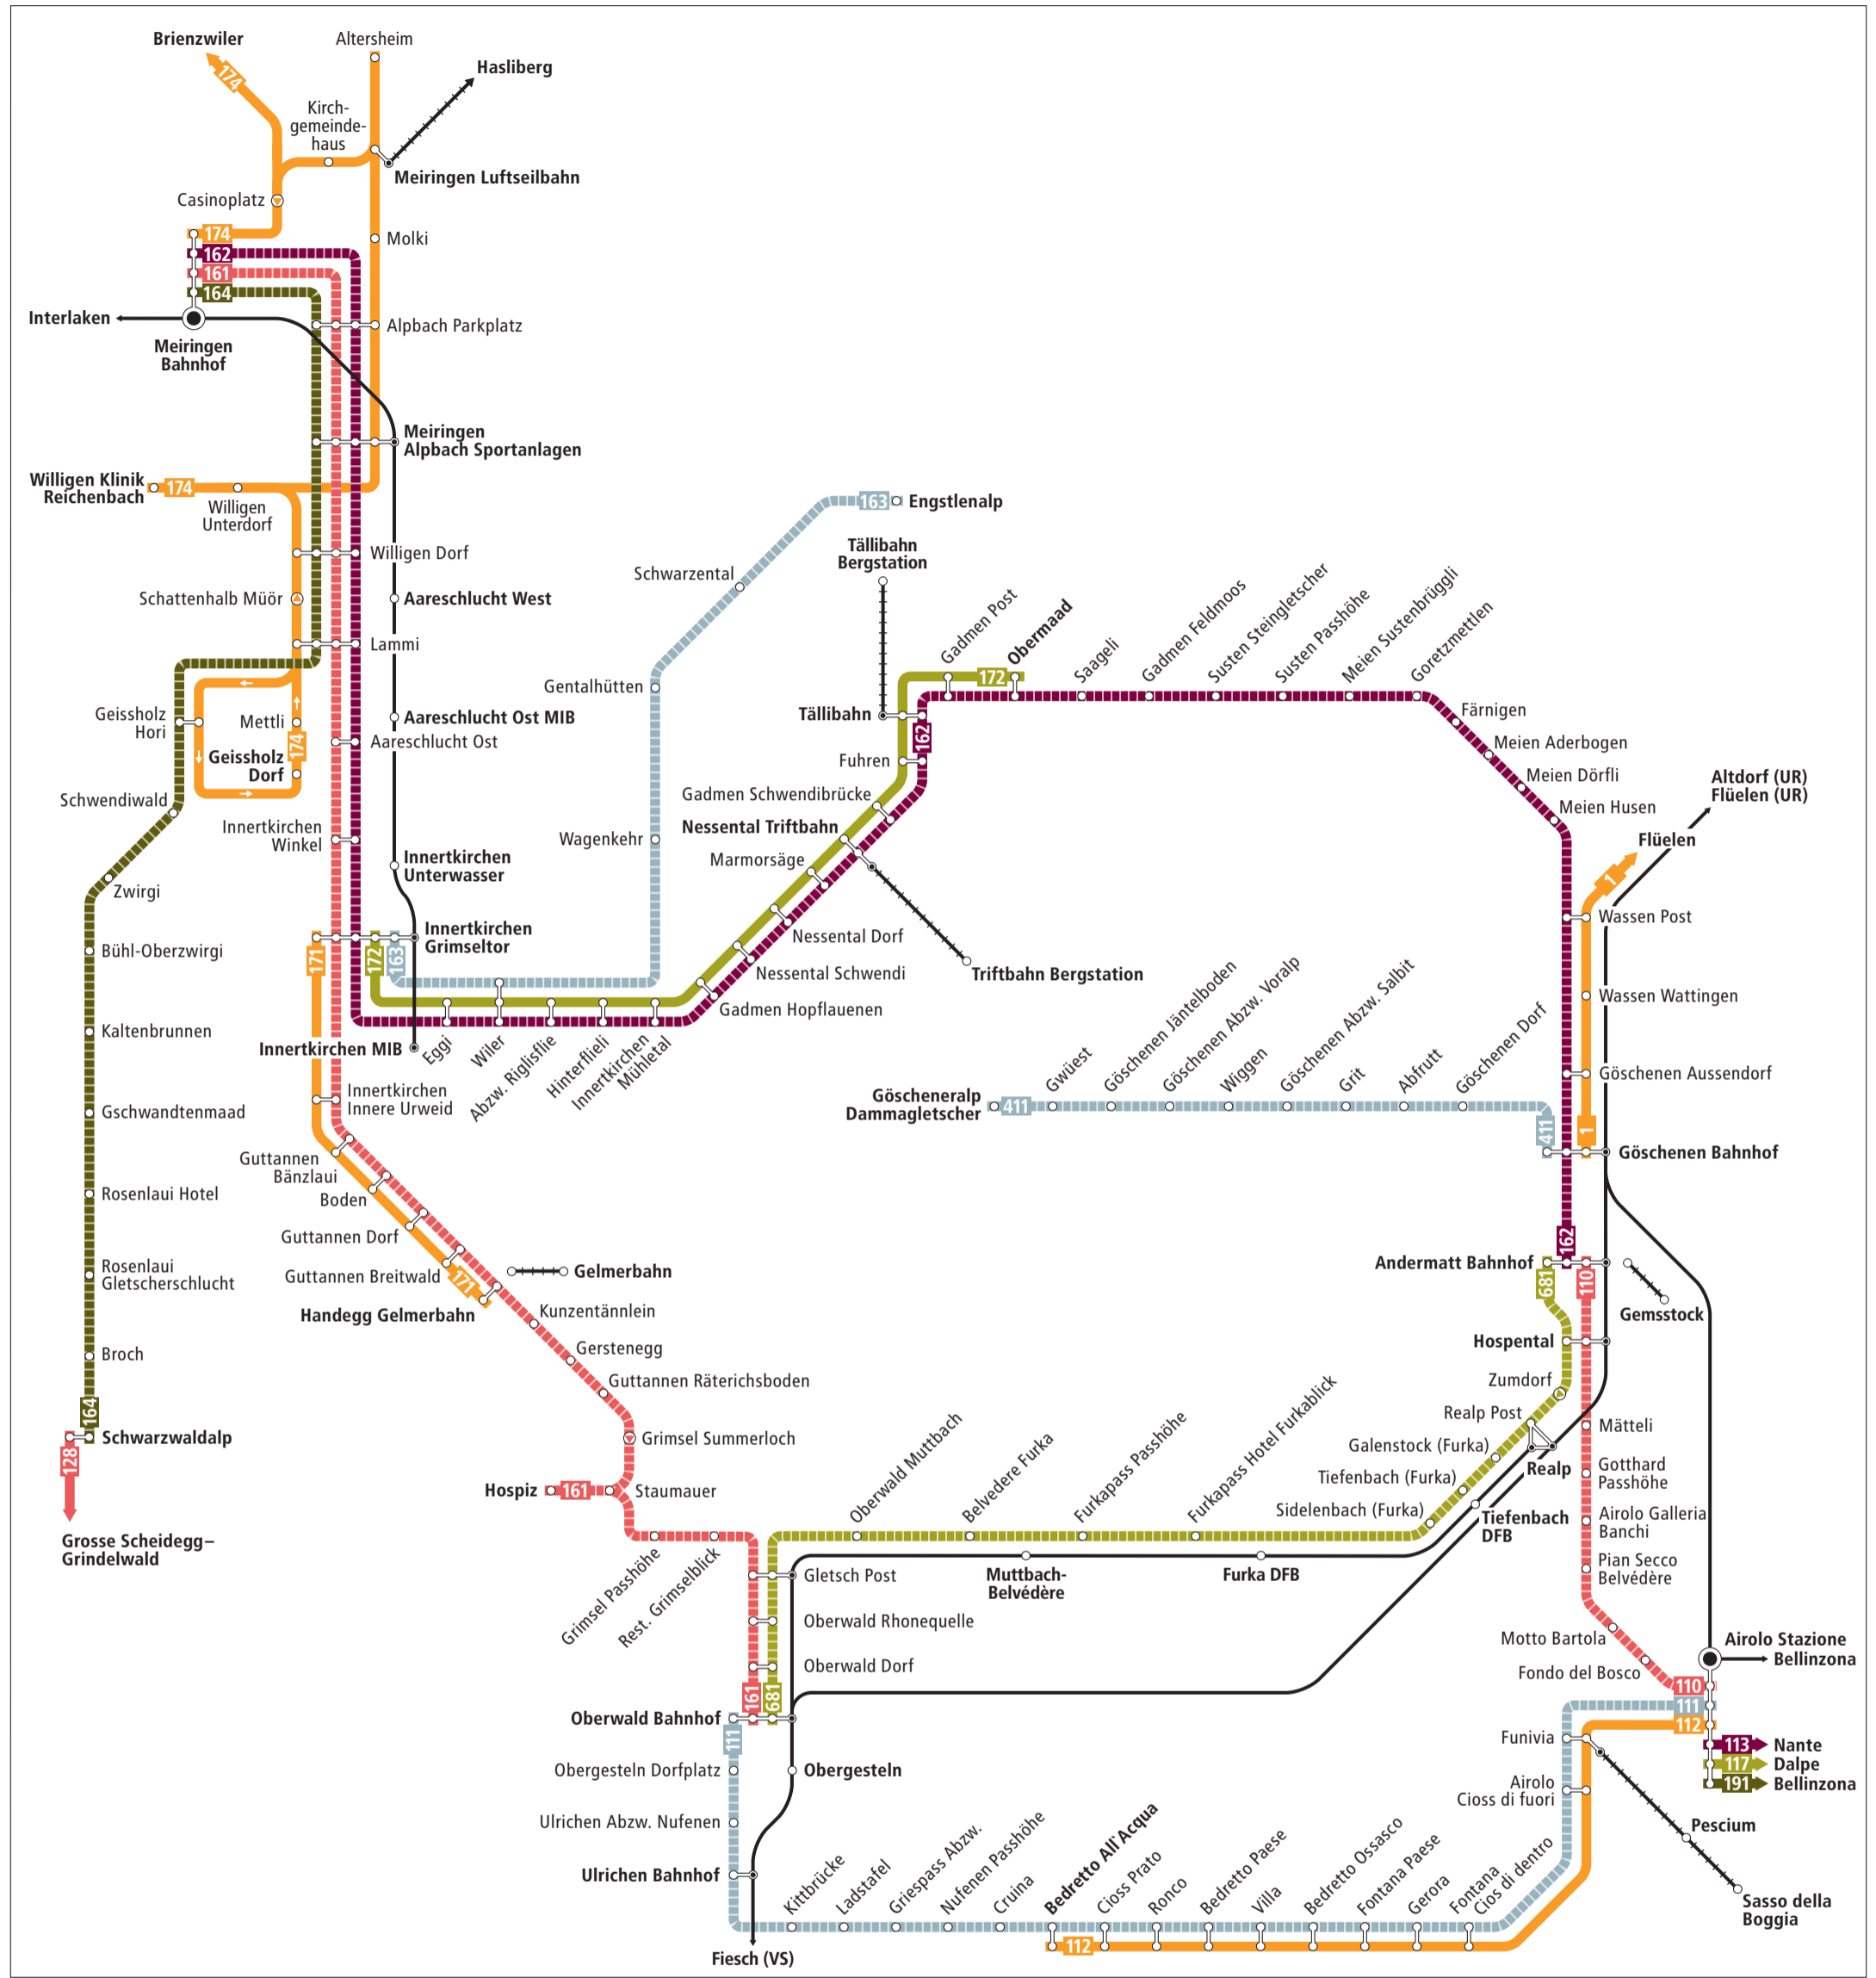 Brienzwiler
174
Altersheim
Hasliberg
Kirch-
gemeinde-
haus
Meiringen Luftseilbahn
Casinoplatz
174
162
161
164
Molki
Interlaken
Meiringen
Bahnhof
Alpbach Parkplatz
Meiringen
Alpbach Sportanlagen
Willigen Klinik
Reichenbach
174
Willigen
Unterdorf
Willigen Dorf
Schattenhalb Müör
Aareschlucht West
Lammi
Geissholz
Hori
Mettli
174
Geissholz
Dorf
Aareschlucht Ost MIB
Aareschlucht Ost
Schwendiwald
Innertkirchen
Winkel
Innertkirchen
Unterwasser
Zwirgi
Bühl-Oberzwirgi
Innertkirchen
Grimseltor
171
172
163
Kaltenbrunnen
Innertkirchen MIB
Gschwandtenmaad
Innertkirchen
Innere Urweid
Guttannen
Bänzlaui
Boden
Rosenlaui Hotel
Guttannen Dorf
Rosenlaui
Gletscherschlucht
Guttannen Breitwald
171
Gelmerbahn
Handegg Gelmerbahn
Broch
164
Schwarzwaldalp
128
Grosse Scheidegg–
Grindelwald
Kunzentännlein
Gerstenegg
Guttannen Räterichsboden
Grimsel Summerloch
Hospiz
161
Staumauer
Grimsel Passhöhe
Rest. Grimselblick
163
Engstlenalp
Schwarzental
Gentalhütten
Wagenkehr
Eggi
Wiler
Abzw. Riglisflie
Hinterflieli
Innertkirchen
Mühletal
Gadmen Hopflauenen
Nessental Schwendi
Nessental Dorf
Marmorsäge
Nessental Triftbahn
Triftbahn Bergstation
Gadmen Schwendibrücke
Fuhren
162
Tällibahn
Tällibahn
Bergstation
172
Gadmen Post
Obermaad
Saageli
Gadmen Feldmoos
Susten Steingletscher
Susten Passhöhe
Meien Sustenbrüggli
Goretzmettlen
Färnigen
Meien Aderbogen
Meien Dörfli
Meien Husen
Altdorf (UR)
Flüelen (UR)
Flüelen
1
Wassen Post
Wassen Wattingen
Göschenen Aussendorf
1
Göscheneralp
Dammagletscher
411
Gwüest
Göschenen Jäntelboden
Göschenen Abzw. Voralp
Wiggen
Göschenen Abzw. Salbit
Grit
Abfrutt
Göschenen Dorf
411
Göschenen Bahnhof
162
Andermatt Bahnhof
681
110
Gemsstock
Hospental
Zumdorf
Realp Post
Realp
Galenstock (Furka)
Tiefenbach (Furka)
Sidelenbach (Furka)
Tiefenbach
DFB
Mätteli
Gotthard
Passhöhe
Airolo Galleria
Banchi
Pian Secco
Belvédère
Motto Bartola
Fondo del Bosco
Airolo Stazione
Bellinzona
110
111
112
113
Nante
117
Dalpe
191
Bellinzona
Oberwald Muttbach
Belvedere Furka
Furkapass Passhöhe
Furkapass Hotel Furkablick
Muttbach-
Belvédère
Furka DFB
Gletsch Post
Oberwald Rhonequelle
Oberwald Dorf
161
681
Oberwald Bahnhof
111
Obergesteln Dorfplatz
Obergesteln
Ulrichen Abzw. Nufenen
Ulrichen Bahnhof
Fiesch (VS)
Kittbrücke
Ladstafel
Griespass Abzw.
Nufenen Passhöhe
Cruina
Bedretto All`Acqua
112
Cioss Prato
Ronco
Bedretto Paese
Villa
Bedretto Ossasco
Fontana Paese
Gerora
Fontana
Cios di dentro
Airolo
Cioss di fuori
Funivia
Pescium
Sasso della
Boggia